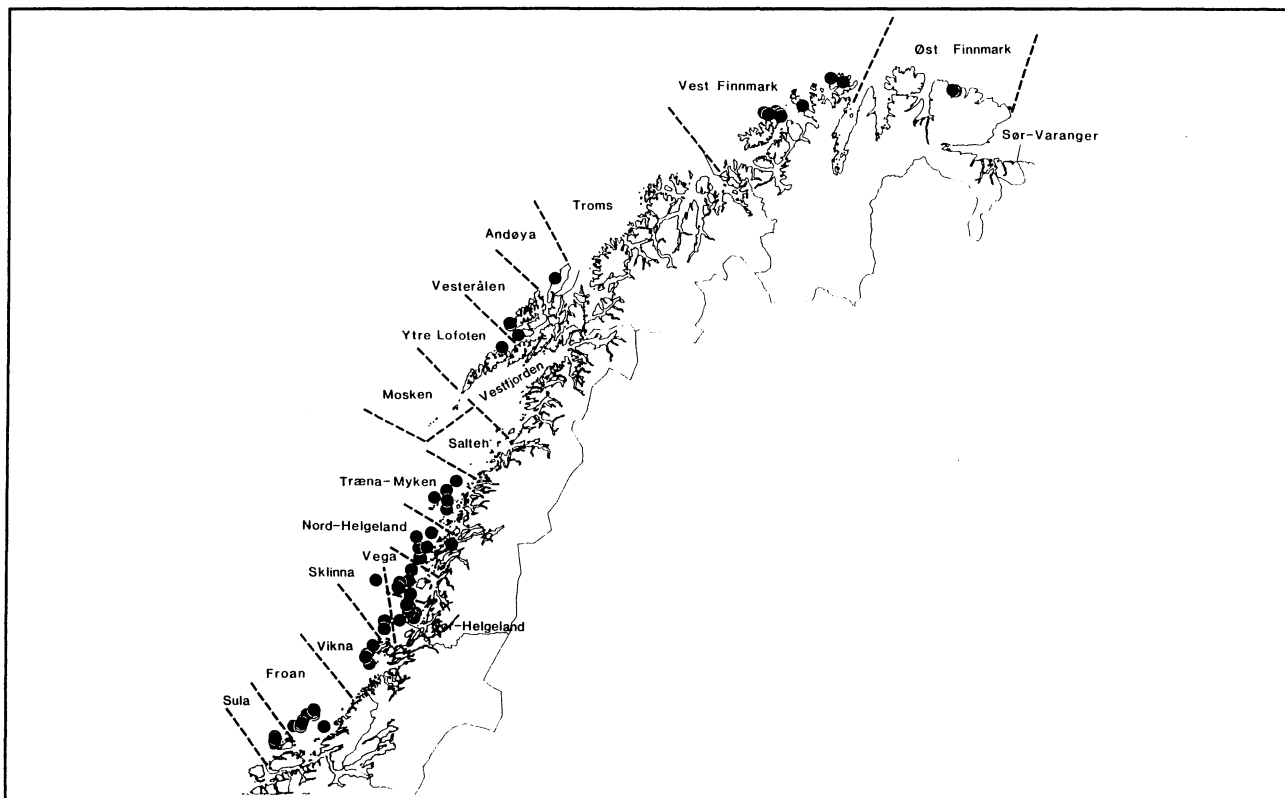 Øst Finnmark
Vest Finnmark
Sør-Varanger
Troms
Andøya
Vesterålen
Ytre Lofoten
Vestfjorden
Mosken
Salten
Træna-Myken
Nord-Helgeland
Vega
Sklinna
Sør-Helgeland
Vikna
Froan
Sula